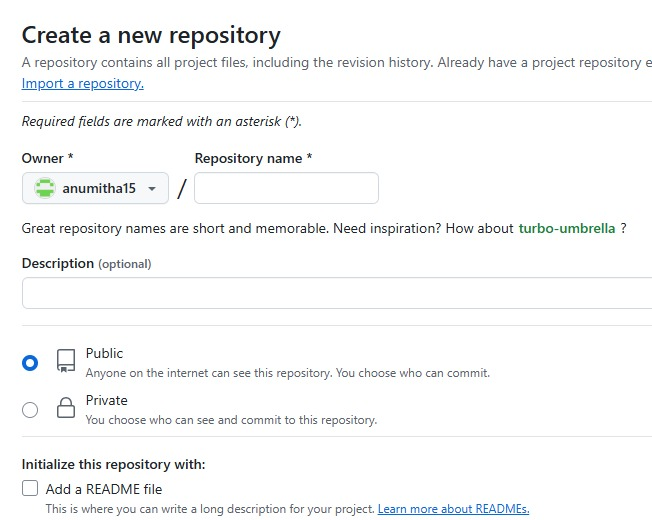 Create a new repository
A repository contains all project files, including the revision history. Already have a project repository
Import a repository.
Required fields are marked with an asterisk (*).
Owner * Repository name *
anumitha15 /
Great repository names are short and memorable. Need inspiration? How about turbo-umbrella ?
Description (optional)
Public
Anyone on the internet can see this repository. You choose who can commit.
Private
You choose who can see and commit to this repository.
Initialize this repository with:
Add a README file
This is where you can write a long description for your project. Learn more about READMEs.